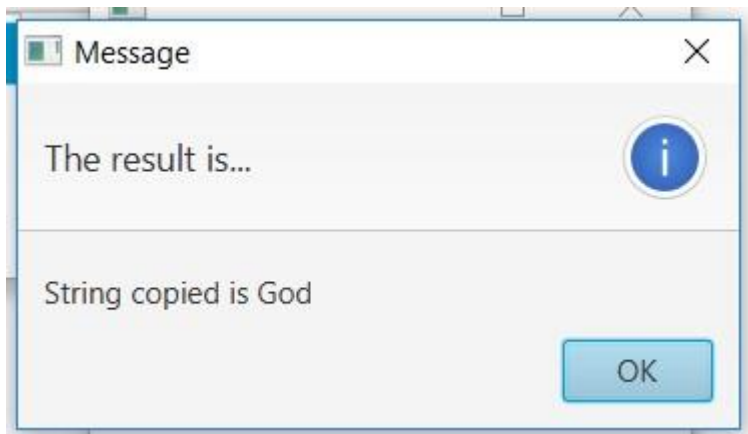 Message
The result is...
i
String copied is God
OK